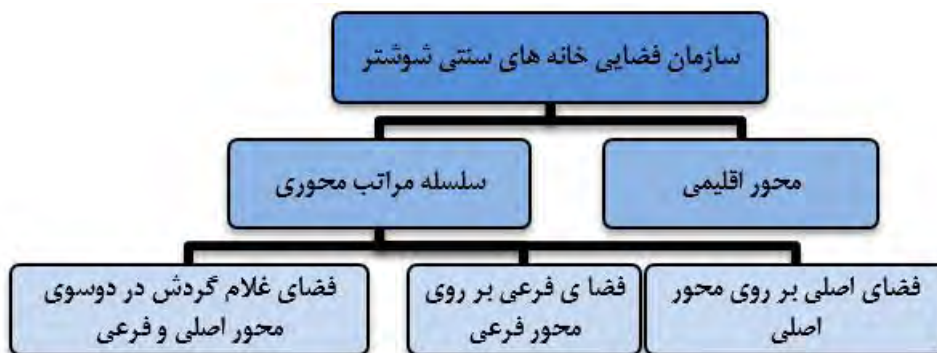 سازمان فضایی خانه های سنتی شوشتر
محور اقلیمی
سلسله مراتب محوری
فضای اصلی بر روی محور
اصلی
فضا ی فرعی بر روی
محور فرعی
فضای غلام گردش در دوسوی
محور اصلی و فرعی